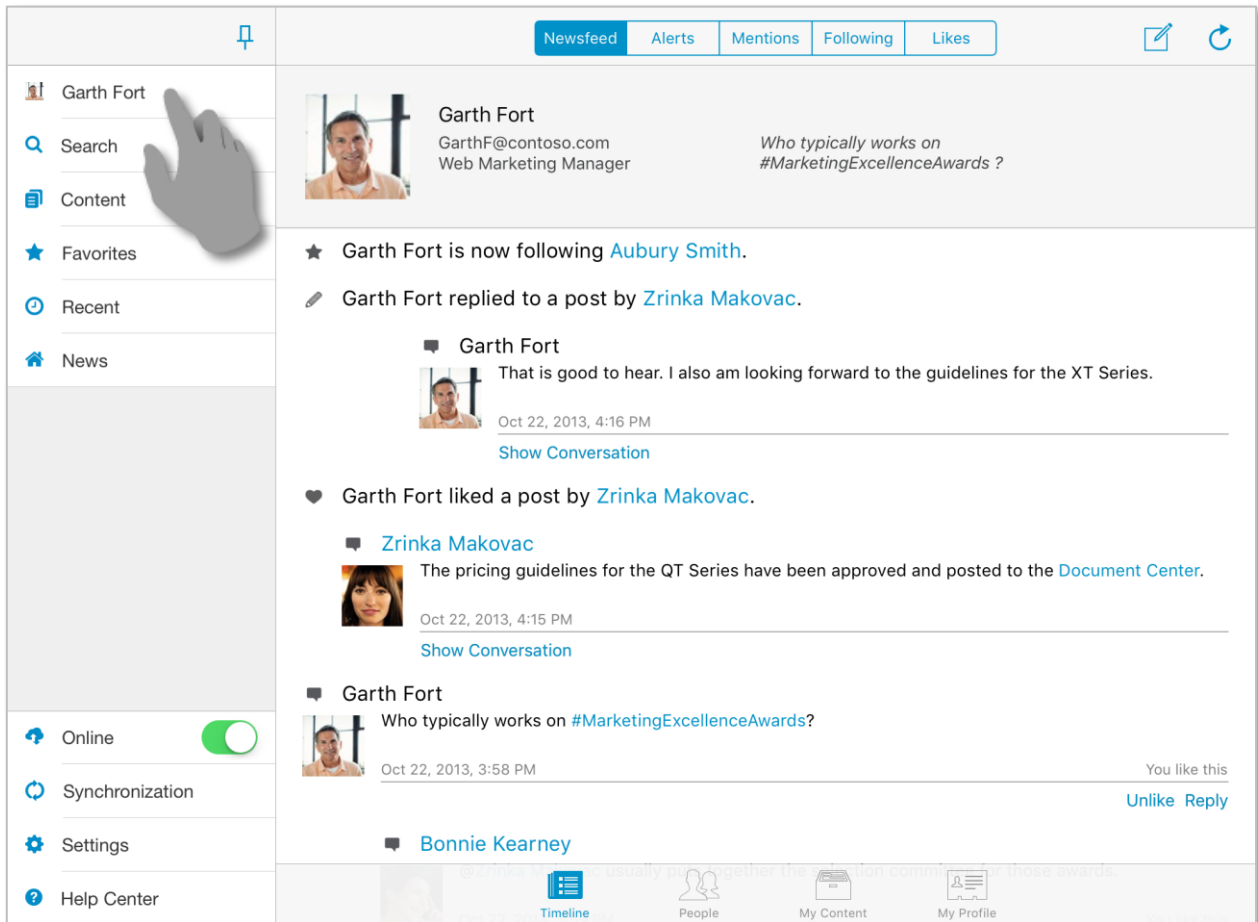 Newsfeed Alerts Mentions Following Likes
Garth Fort
Search
Content
Favorites
Recent
News
Online
Synchronization
Settings
Help Center
Garth Fort
GarthF@contoso.com
Web Marketing Manager
Who typically works on
#MarketingExcellenceAwards ?
Garth Fort is now following Aubury Smith.
Garth Fort replied to a post by Zrinka Makovac.
Garth Fort
That is good to hear. I also am looking forward to the guidelines for the XT Series.
Oct 22, 2013, 4:16 PM
Show Conversation
Garth Fort liked a post by Zrinka Makovac.
Zrinka Makovac
The pricing guidelines for the QT Series have been approved and posted to the Document Center.
Oct 22, 2013, 4:15 PM
Show Conversation
Garth Fort
Who typically works on #MarketingExcellenceAwards?
Oct 22, 2013, 3:58 PM You like this
Unlike Reply
Bonnie Kearney
@Zrinka Makovac usually puts together the selection committee for those awards.
Timeline People My Content My Profile